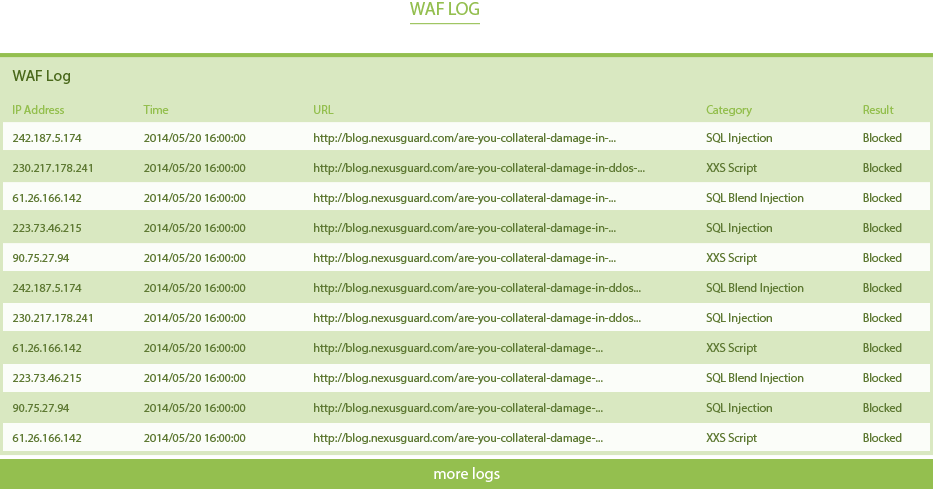 WAF LOG
WAF Log
IP Address Time URL Category Result
242.187.5.174 2014/05/20 16:00:00 http://blog.nexusguard.com/are-you-collateral-damage-in-... SQL Injection Blocked
230.217.178.241 2014/05/20 16:00:00 http://blog.nexusguard.com/are-you-collateral-damage-in-ddos-... XXS Script Blocked
61.26.166.142 2014/05/20 16:00:00 http://blog.nexusguard.com/are-you-collateral-damage-in-... SQL Blend Injection Blocked
223.73.46.215 2014/05/20 16:00:00 http://blog.nexusguard.com/are-you-collateral-damage-in-... SQL Injection Blocked
90.75.27.94 2014/05/20 16:00:00 http://blog.nexusguard.com/are-you-collateral-damage-in-... XXS Script Blocked
242.187.5.174 2014/05/20 16:00:00 http://blog.nexusguard.com/are-you-collateral-damage-in-ddos... SQL Blend Injection Blocked
230.217.178.241 2014/05/20 16:00:00 http://blog.nexusguard.com/are-you-collateral-damage-in-ddos... SQL Injection Blocked
61.26.166.142 2014/05/20 16:00:00 http://blog.nexusguard.com/are-you-collateral-damage-... XXS Script Blocked
223.73.46.215 2014/05/20 16:00:00 http://blog.nexusguard.com/are-you-collateral-damage-... SQL Blend Injection Blocked
90.75.27.94 2014/05/20 16:00:00 http://blog.nexusguard.com/are-you-collateral-damage-... SQL Injection Blocked
61.26.166.142 2014/05/20 16:00:00 http://blog.nexusguard.com/are-you-collateral-damage-... XXS Script Blocked
more logs